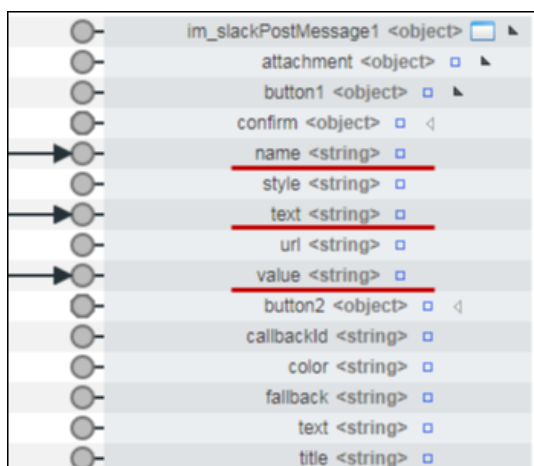 im_slackPostMessage1 <object>
attachment <object>
button1 <object>
confirm <object>
name <string>
style <string>
text <string>
url <string>
value <string>
button2 <object>
callbackId <string>
color <string>
fallback <string>
text <string>
title <string>